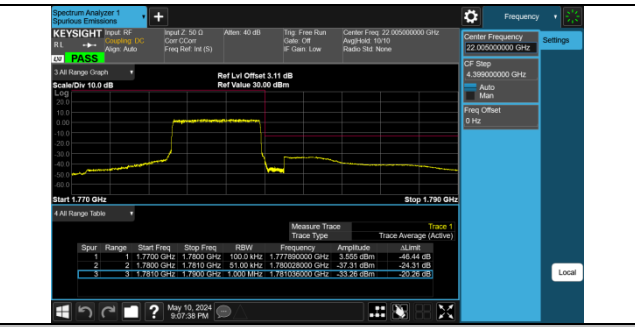 Spectrum Analyzer 1
Spurious Emissions
Frequency
KEYSIGHT Input: RF Input Z: 50 Ω Atten: 40 dB Trig: Free Run Center Freq: 22.005000000 GHz
RL Coupling: DC Corr CCorr Gate: Off Avg|Hold: 10/10
Align: Auto Freq Ref: Int (S) IF Gain: Low Radio Std: None
LXI PASS
3 All Range Graph
Ref Lvl Offset 3.11 dB
Scale/Div 10.0 dB Ref Value 30.00 dBm
Log
20.0
10.0
0.00
-10.0
-20.0
-30.0
-40.0
-50.0
-60.0
Start 1.770 GHz Stop 1.790 GHz
4 All Range Table
Measure Trace Trace 1
Trace Type Trace Average (Active)
Spur Range Start Freq Stop Freq RBW Frequency Amplitude ΔLimit
1 1 1.7700 GHz 1.7800 GHz 100.0 kHz 1.777890000 GHz 3.555 dBm -46.44 dB
2 2 1.7800 GHz 1.7810 GHz 51.00 kHz 1.780028000 GHz -37.31 dBm -24.31 dB
3 3 1.7810 GHz 1.7900 GHz 1.000 MHz 1.781036000 GHz -33.26 dBm -20.26 dB
Center Frequency
22.005000000 GHz
Settings
CF Step
4.399000000 GHz
Auto
Man
Freq Offset
0 Hz
Local
May 10, 2024
9:07:38 PM